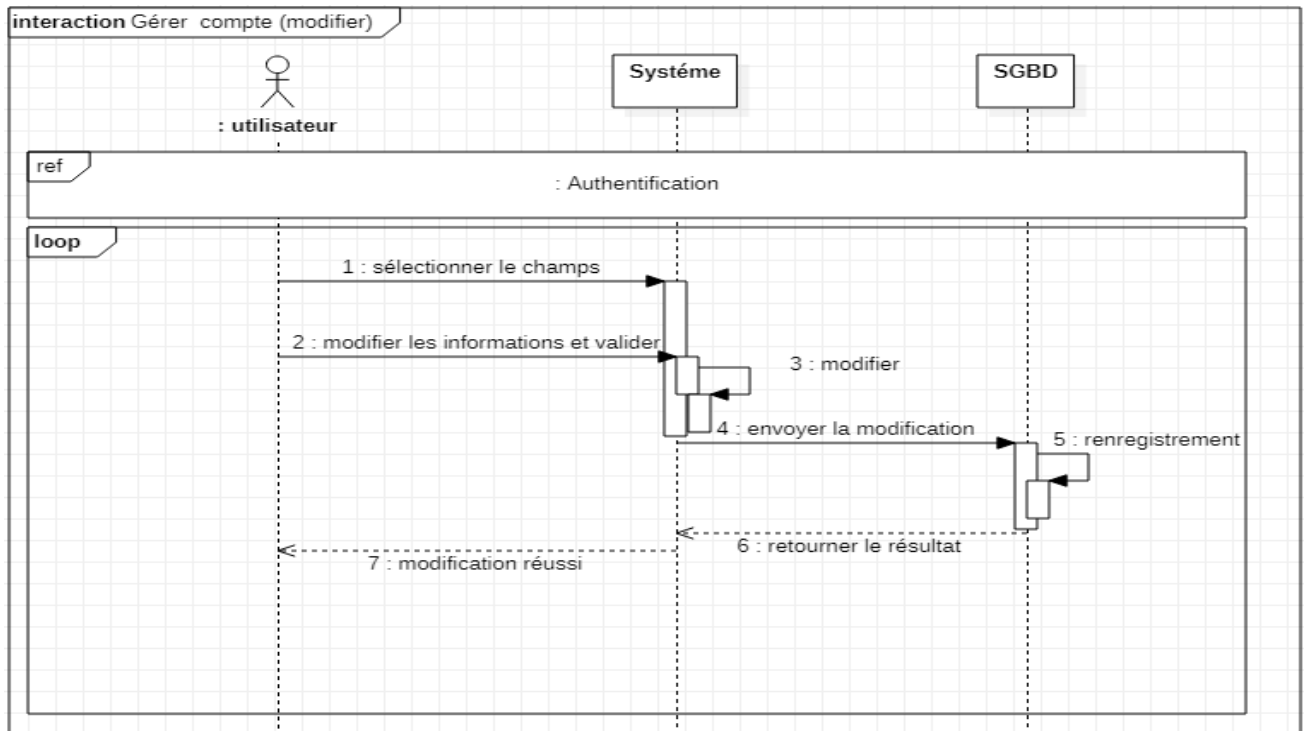 interaction Gérer compte (modifier)
Systéme
SGBD
: utilisateur
ref
: Authentification
loop
1 : sélectionner le champs
2 : modifier les informations et valider
3 : modifier
4 : envoyer la modification
5 : renregistrement
6 : retourner le résultat
7 : modification réussi